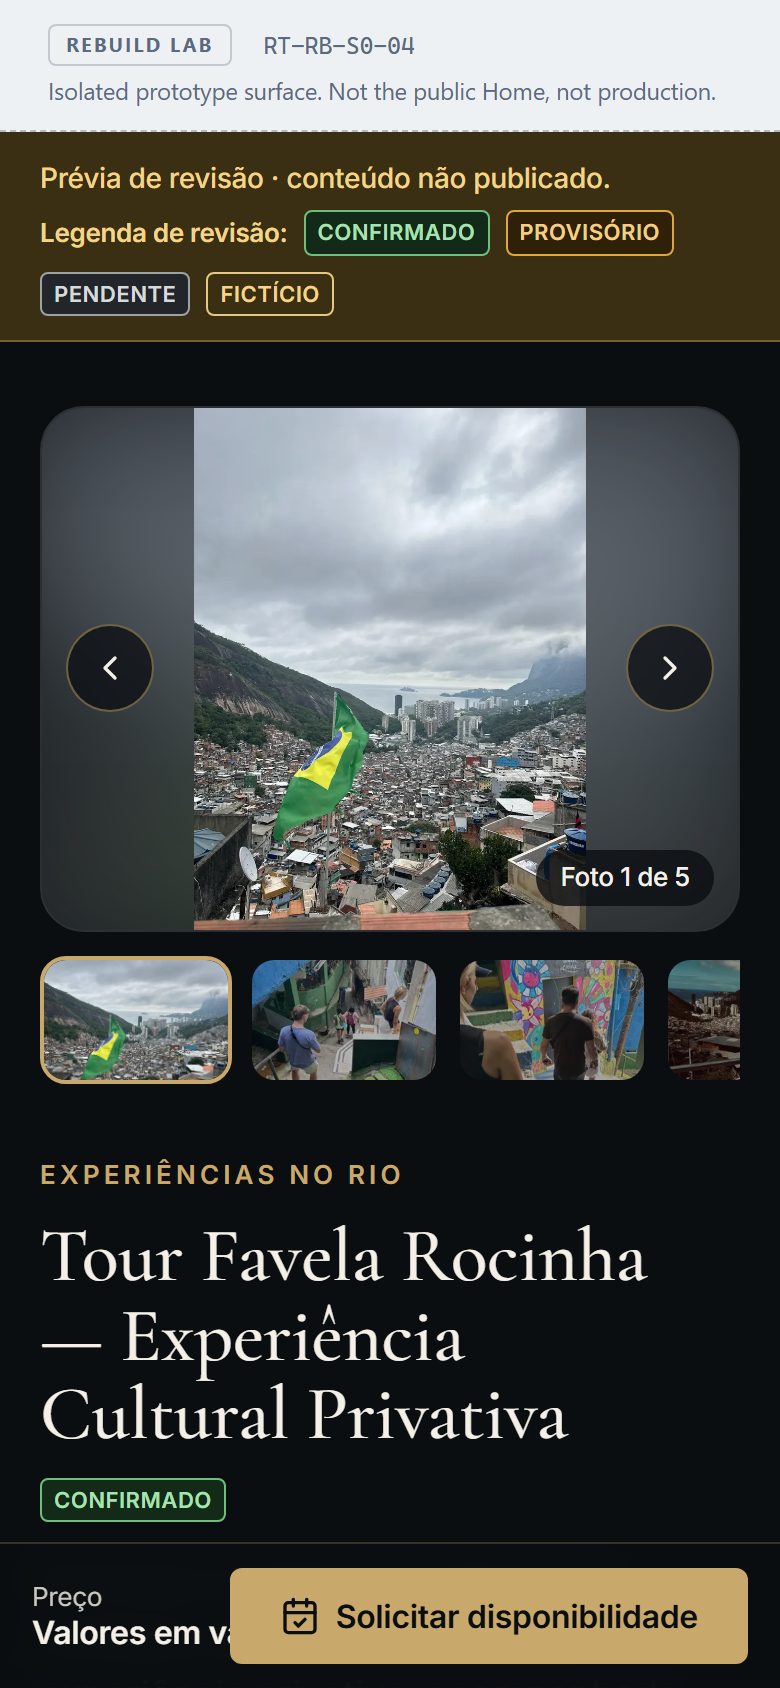 REBUILD LAB RT-RB-S0-04
Isolated prototype surface. Not the public Home, not production.
Prévia de revisão · conteúdo não publicado.
Legenda de revisão: CONFIRMADO PROVISÓRIO
PENDENTE FICTÍCIO
Foto 1 de 5
EXPERIÊNCIAS NO RIO
Tour Favela Rocinha
— Experiência
Cultural Privativa
CONFIRMADO
Preço
Valores em
Solicitar disponibilidade